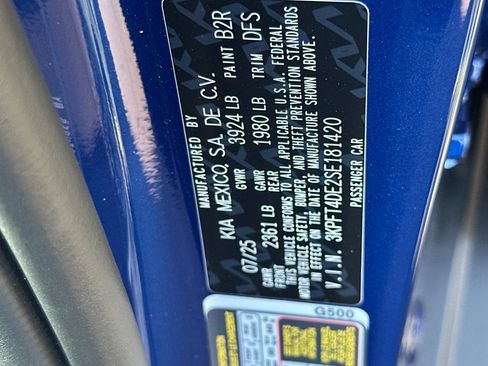 MANUFACTURED BY
KIA MEXICO, S.A. DE C.V.
07/25 GVWR 3924 LB PAINT B2R
GAWR FRONT 2361 LB GAWR REAR 1980 LB TRIM DFS
THIS VEHICLE CONFORMS TO ALL APPLICABLE U.S.A. FEDERAL
MOTOR VEHICLE SAFETY, BUMPER, AND THEFT PREVENTION STANDARDS
IN EFFECT ON THE DATE OF MANUFACTURE SHOWN ABOVE.
V.I.N. 3KPFT4DE2SE181420
PASSENGER CAR
KIA
G500